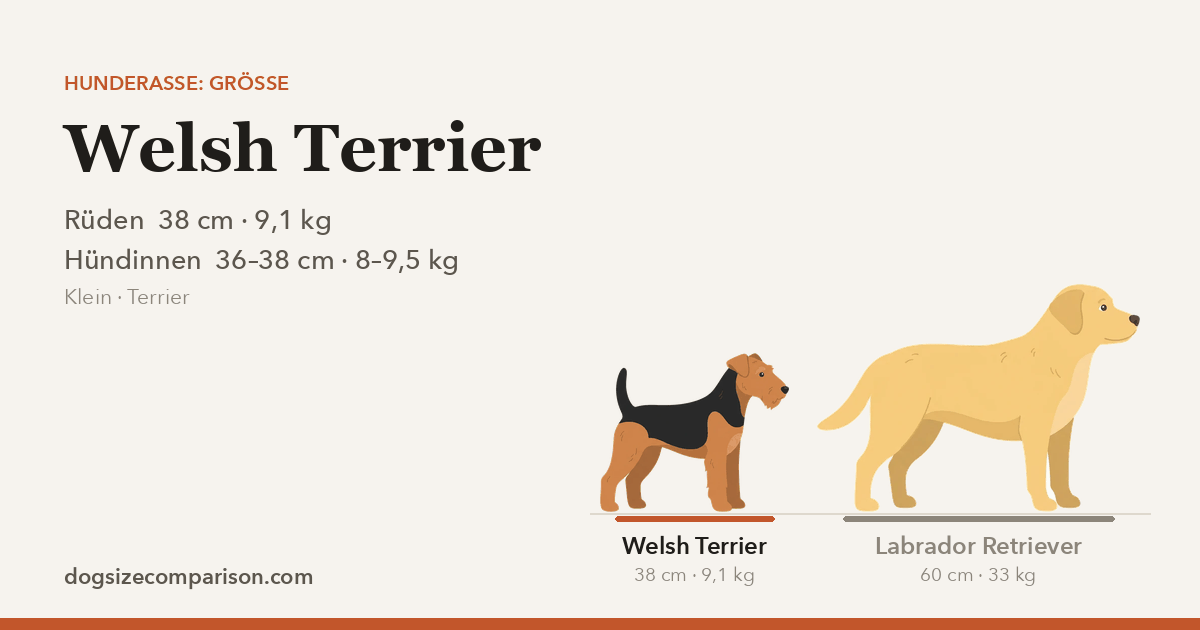 HUNDERASSE: GRÖSSE
Welsh Terrier
Rüden 38 cm · 9,1 kg
Hündinnen 36–38 cm · 8–9,5 kg
Klein · Terrier
Welsh Terrier
38 cm · 9,1 kg
Labrador Retriever
60 cm · 33 kg
dogsizecomparison.com